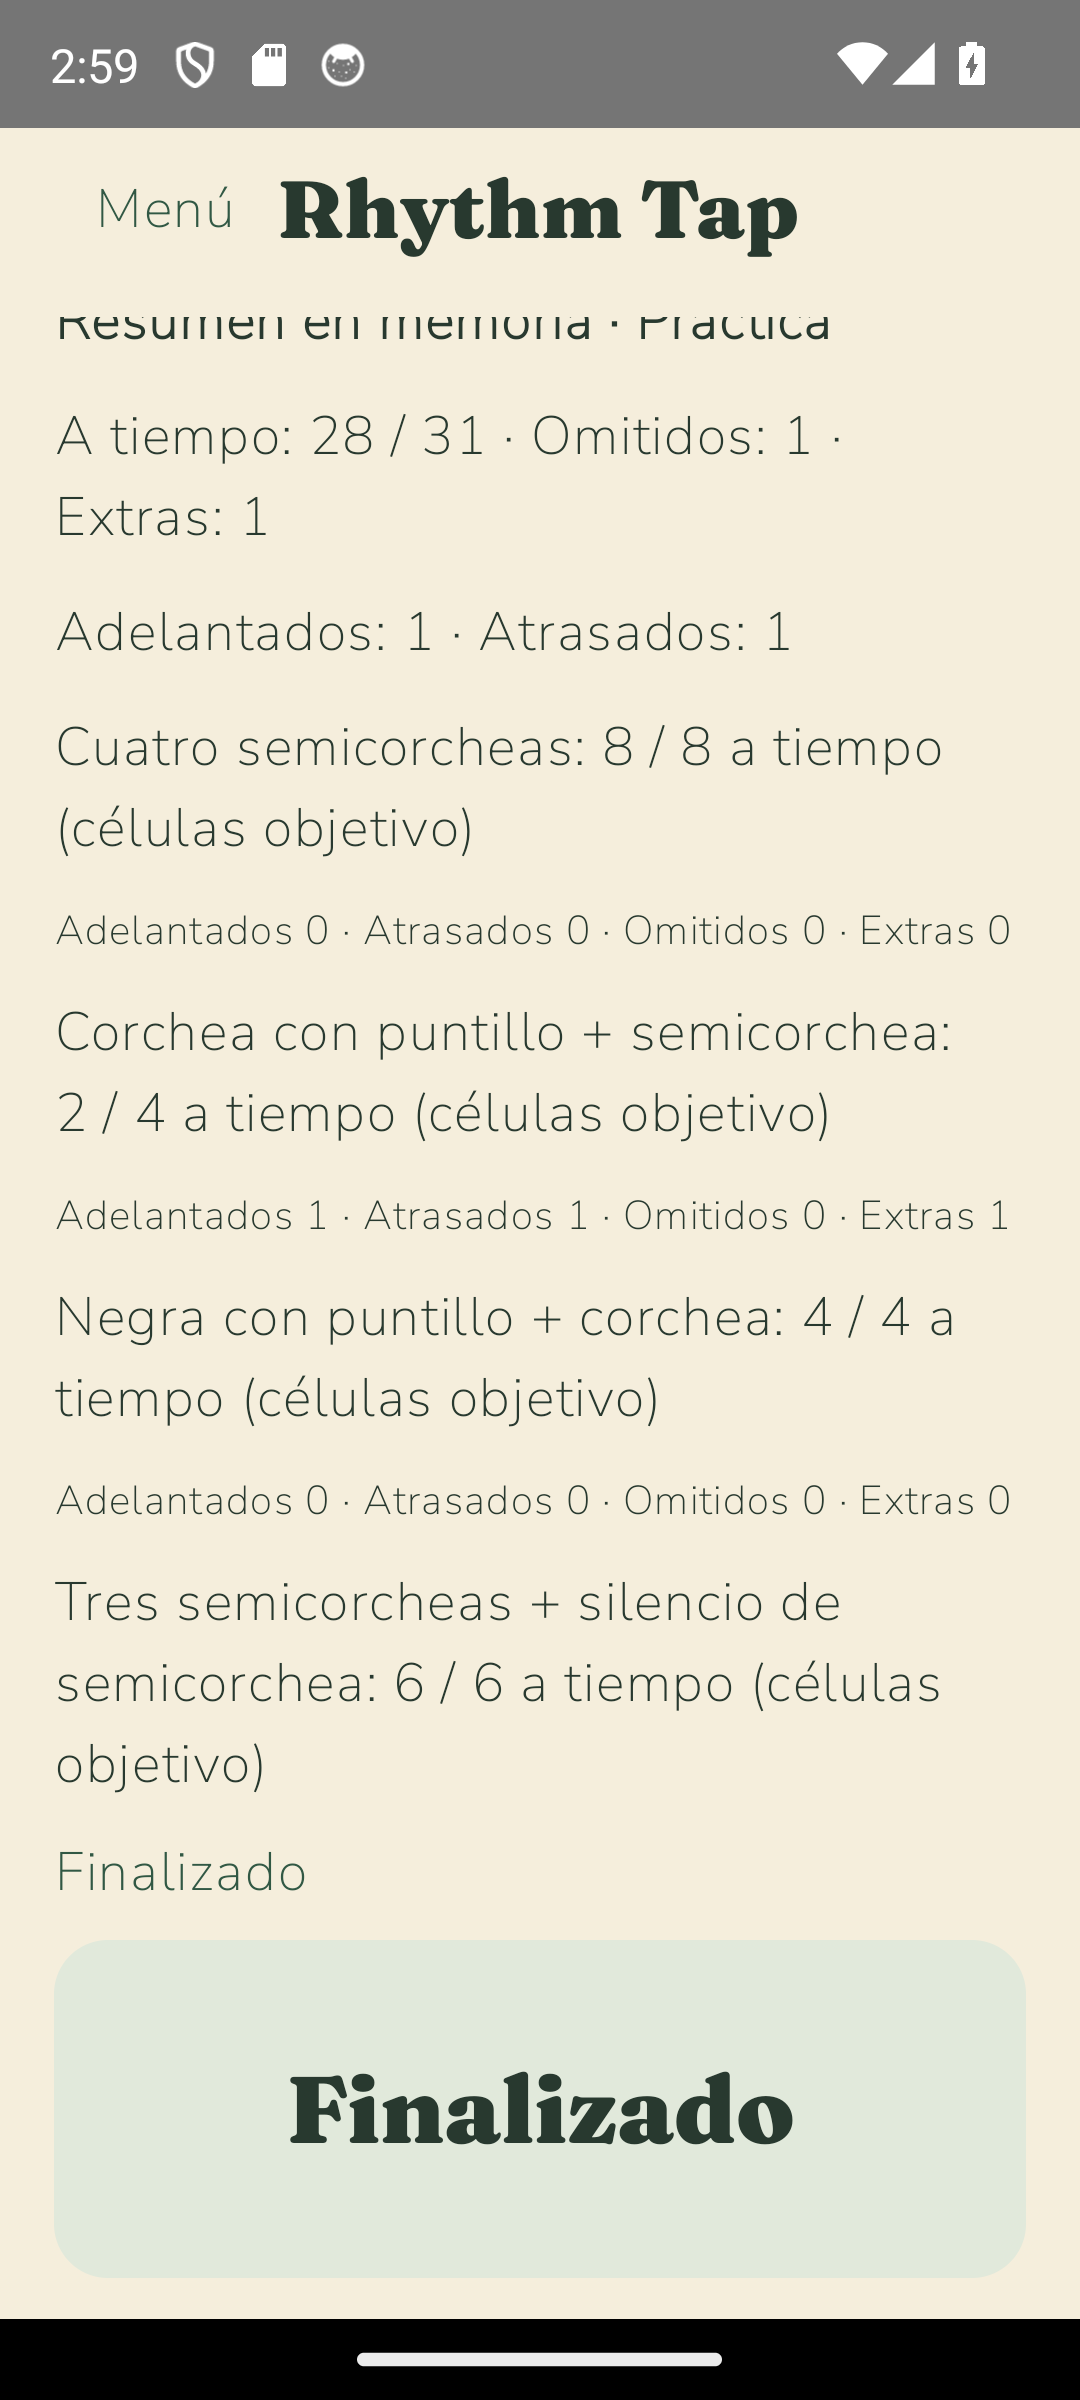 2:59
Menú Rhythm Tap
Resumen en memoria · Práctica
A tiempo: 28 / 31 · Omitidos: 1 ·
Extras: 1
Adelantados: 1 · Atrasados: 1
Cuatro semicorcheas: 8 / 8 a tiempo
(células objetivo)
Adelantados 0 · Atrasados 0 · Omitidos 0 · Extras 0
Corchea con puntillo + semicorchea:
2 / 4 a tiempo (células objetivo)
Adelantados 1 · Atrasados 1 · Omitidos 0 · Extras 1
Negra con puntillo + corchea: 4 / 4 a
tiempo (células objetivo)
Adelantados 0 · Atrasados 0 · Omitidos 0 · Extras 0
Tres semicorcheas + silencio de
semicorchea: 6 / 6 a tiempo (células
objetivo)
Finalizado
Finalizado